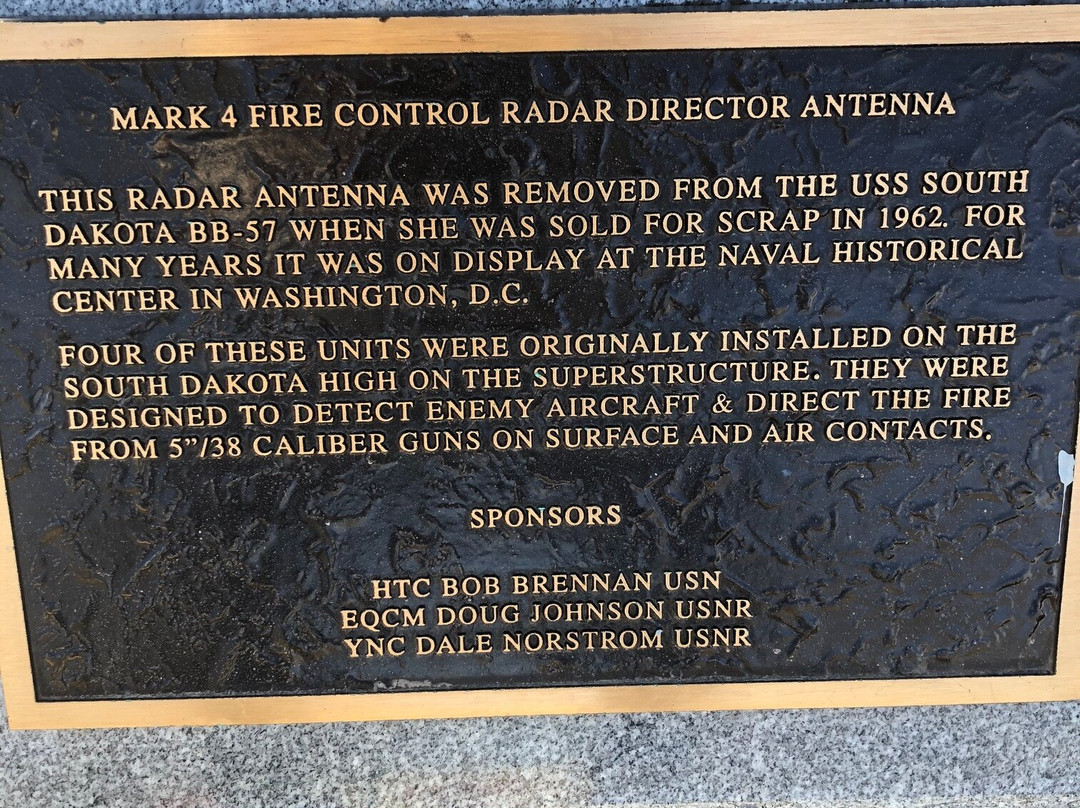 MARK 4 FIRE CONTROL RADAR DIRECTOR ANTENNA
THIS RADAR ANTENNA WAS REMOVED FROM THE USS SOUTH
DAKOTA BB-57 WHEN SHE WAS SOLD FOR SCRAP IN 1962. FOR
MANY YEARS IT WAS ON DISPLAY AT THE NAVAL HISTORICAL
CENTER IN WASHINGTON, D.C.
FOUR OF THESE UNITS WERE ORIGINALLY INSTALLED ON THE
SOUTH DAKOTA HIGH ON THE SUPERSTRUCTURE. THEY WERE
DESIGNED TO DETECT ENEMY AIRCRAFT & DIRECT THE FIRE
FROM 5”/38 CALIBER GUNS ON SURFACE AND AIR CONTACTS.
SPONSORS
HTC BOB BRENNAN USN
EQCM DOUG JOHNSON USNR
YNC DALE NORSTROM USNR